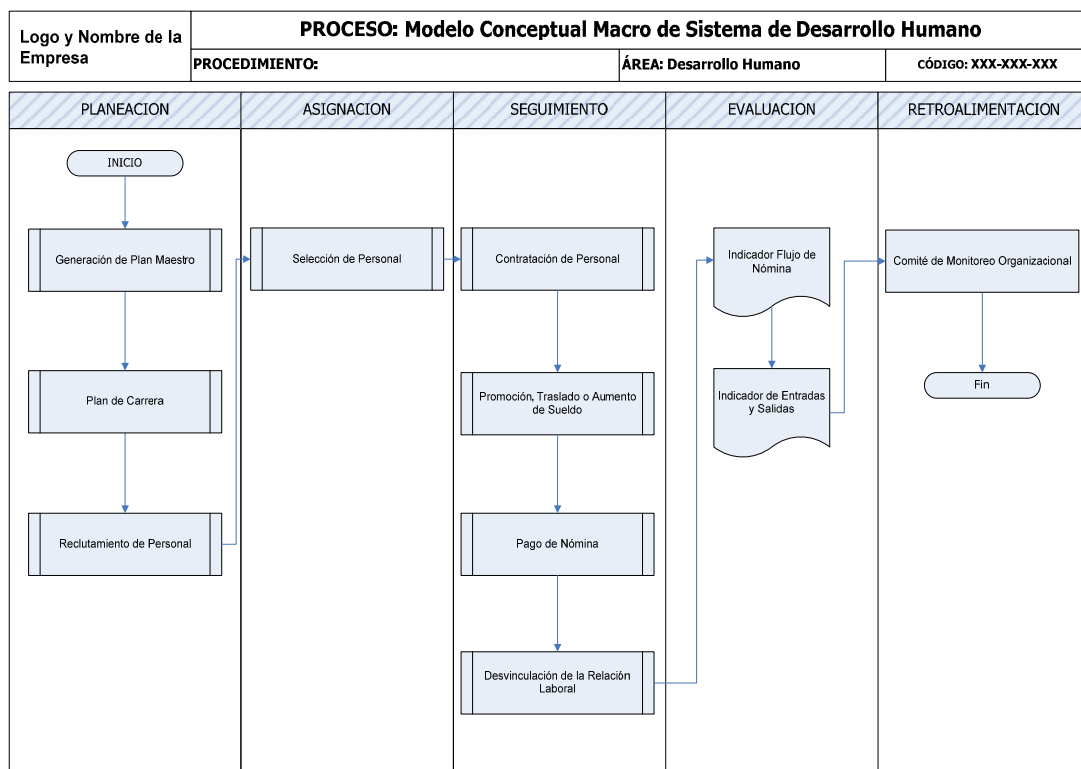 Logo y Nombre de la
Empresa
PROCESO: Modelo Conceptual Macro de Sistema de Desarrollo Humano
PROCEDIMIENTO:
ÁREA: Desarrollo Humano
CÓDIGO: XXX-XXX-XXX
PLANEACION
ASIGNACION
SEGUIMIENTO
EVALUACION
RETROALIMENTACION
INICIO
Generación de Plan Maestro
Plan de Carrera
Reclutamiento de Personal
Selección de Personal
Contratación de Personal
Promoción, Traslado o Aumento
de Sueldo
Pago de Nómina
Desvinculación de la Relación
Laboral
Indicador Flujo de
Nómina
Indicador de Entradas
y Salidas
Comité de Monitoreo Organizacional
Fin